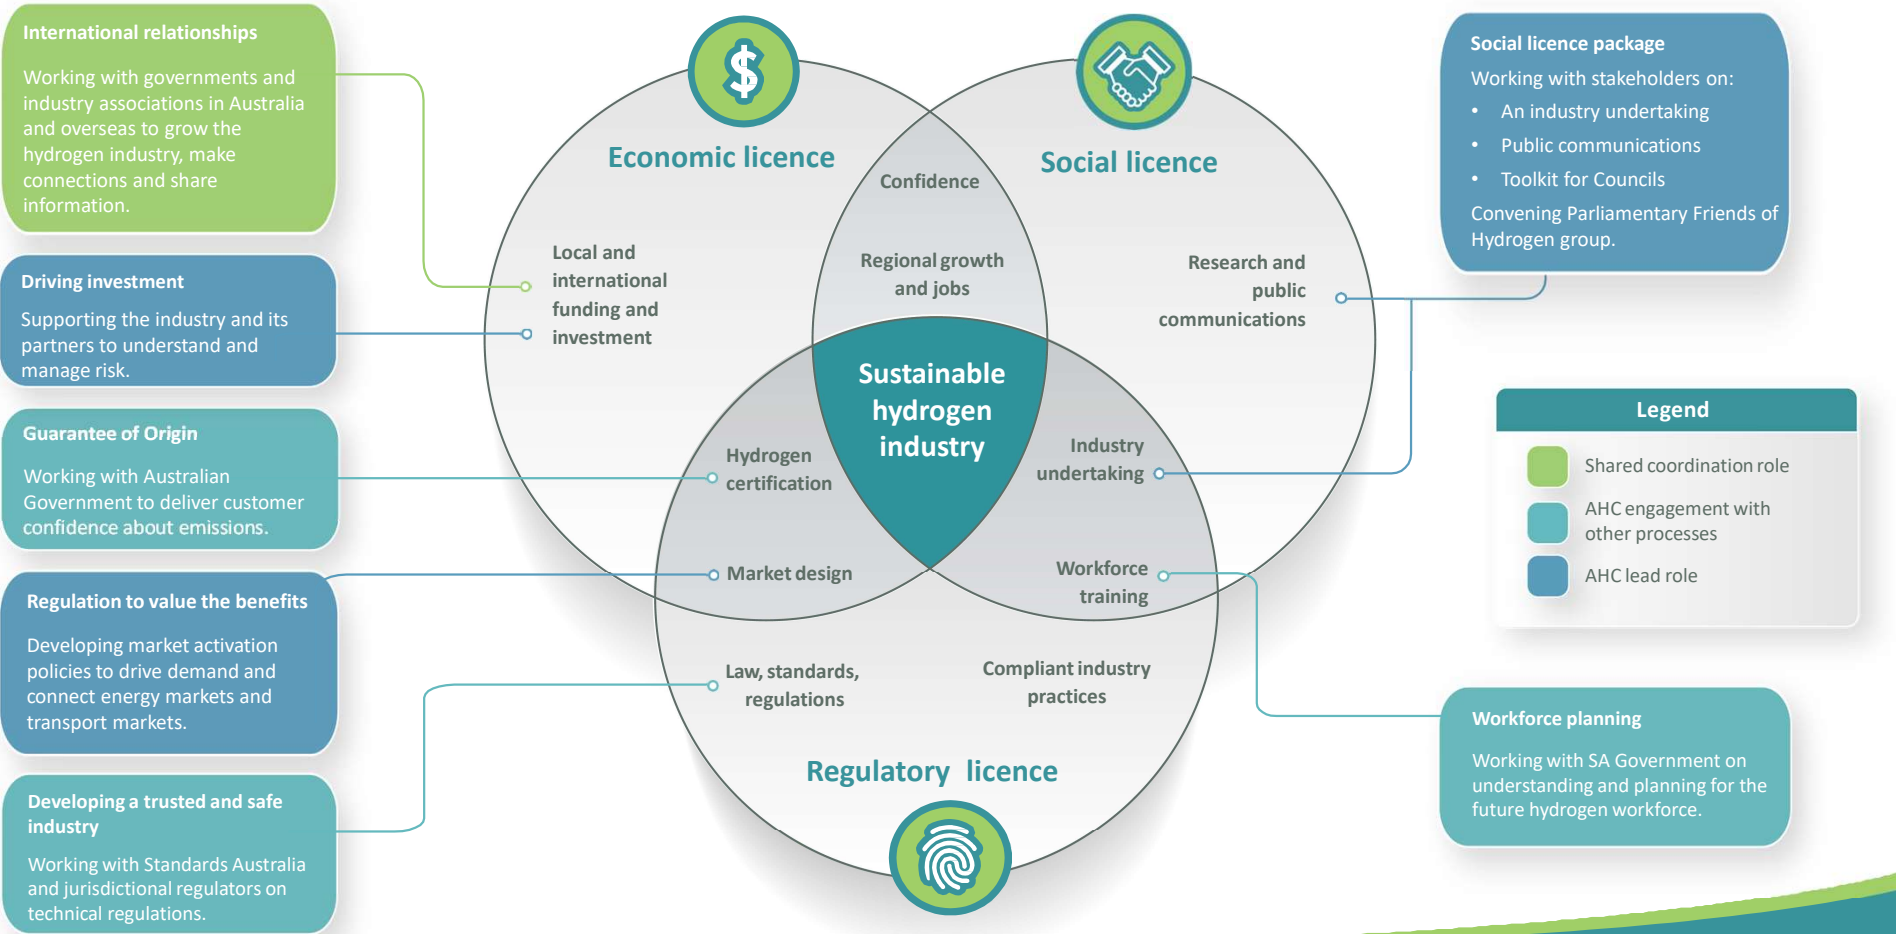 International relationships
Working with governments and
industry associations in Australia
and overseas to grow the
hydrogen industry, make
connections and share
information.
Driving investment
Supporting the industry and its
partners to understand and
manage risk.
Guarantee of Origin
Working with Australian
Government to deliver customer
confidence about emissions.
Regulation to value the benefits
Developing market activation
policies to drive demand and
connect energy markets and
transport markets.
Developing a trusted and safe
industry
Working with Standards Australia
and jurisdictional regulators on
technical regulations.
$
Economic licence
Social licence
Confidence
Regional growth
and jobs
Local and
international
funding and
investment
Research and
public
communications
Sustainable
hydrogen
industry
Hydrogen
certification
Industry
undertaking
Market design
Workforce
training
Law, standards,
regulations
Compliant industry
practices
Regulatory licence
Social licence package
Working with stakeholders on:
• An industry undertaking
• Public communications
• Toolkit for Councils
Convening Parliamentary Friends of
Hydrogen group.
Legend
Shared coordination role
AHC engagement with
other processes
AHC lead role
Workforce planning
Working with SA Government on
understanding and planning for the
future hydrogen workforce.